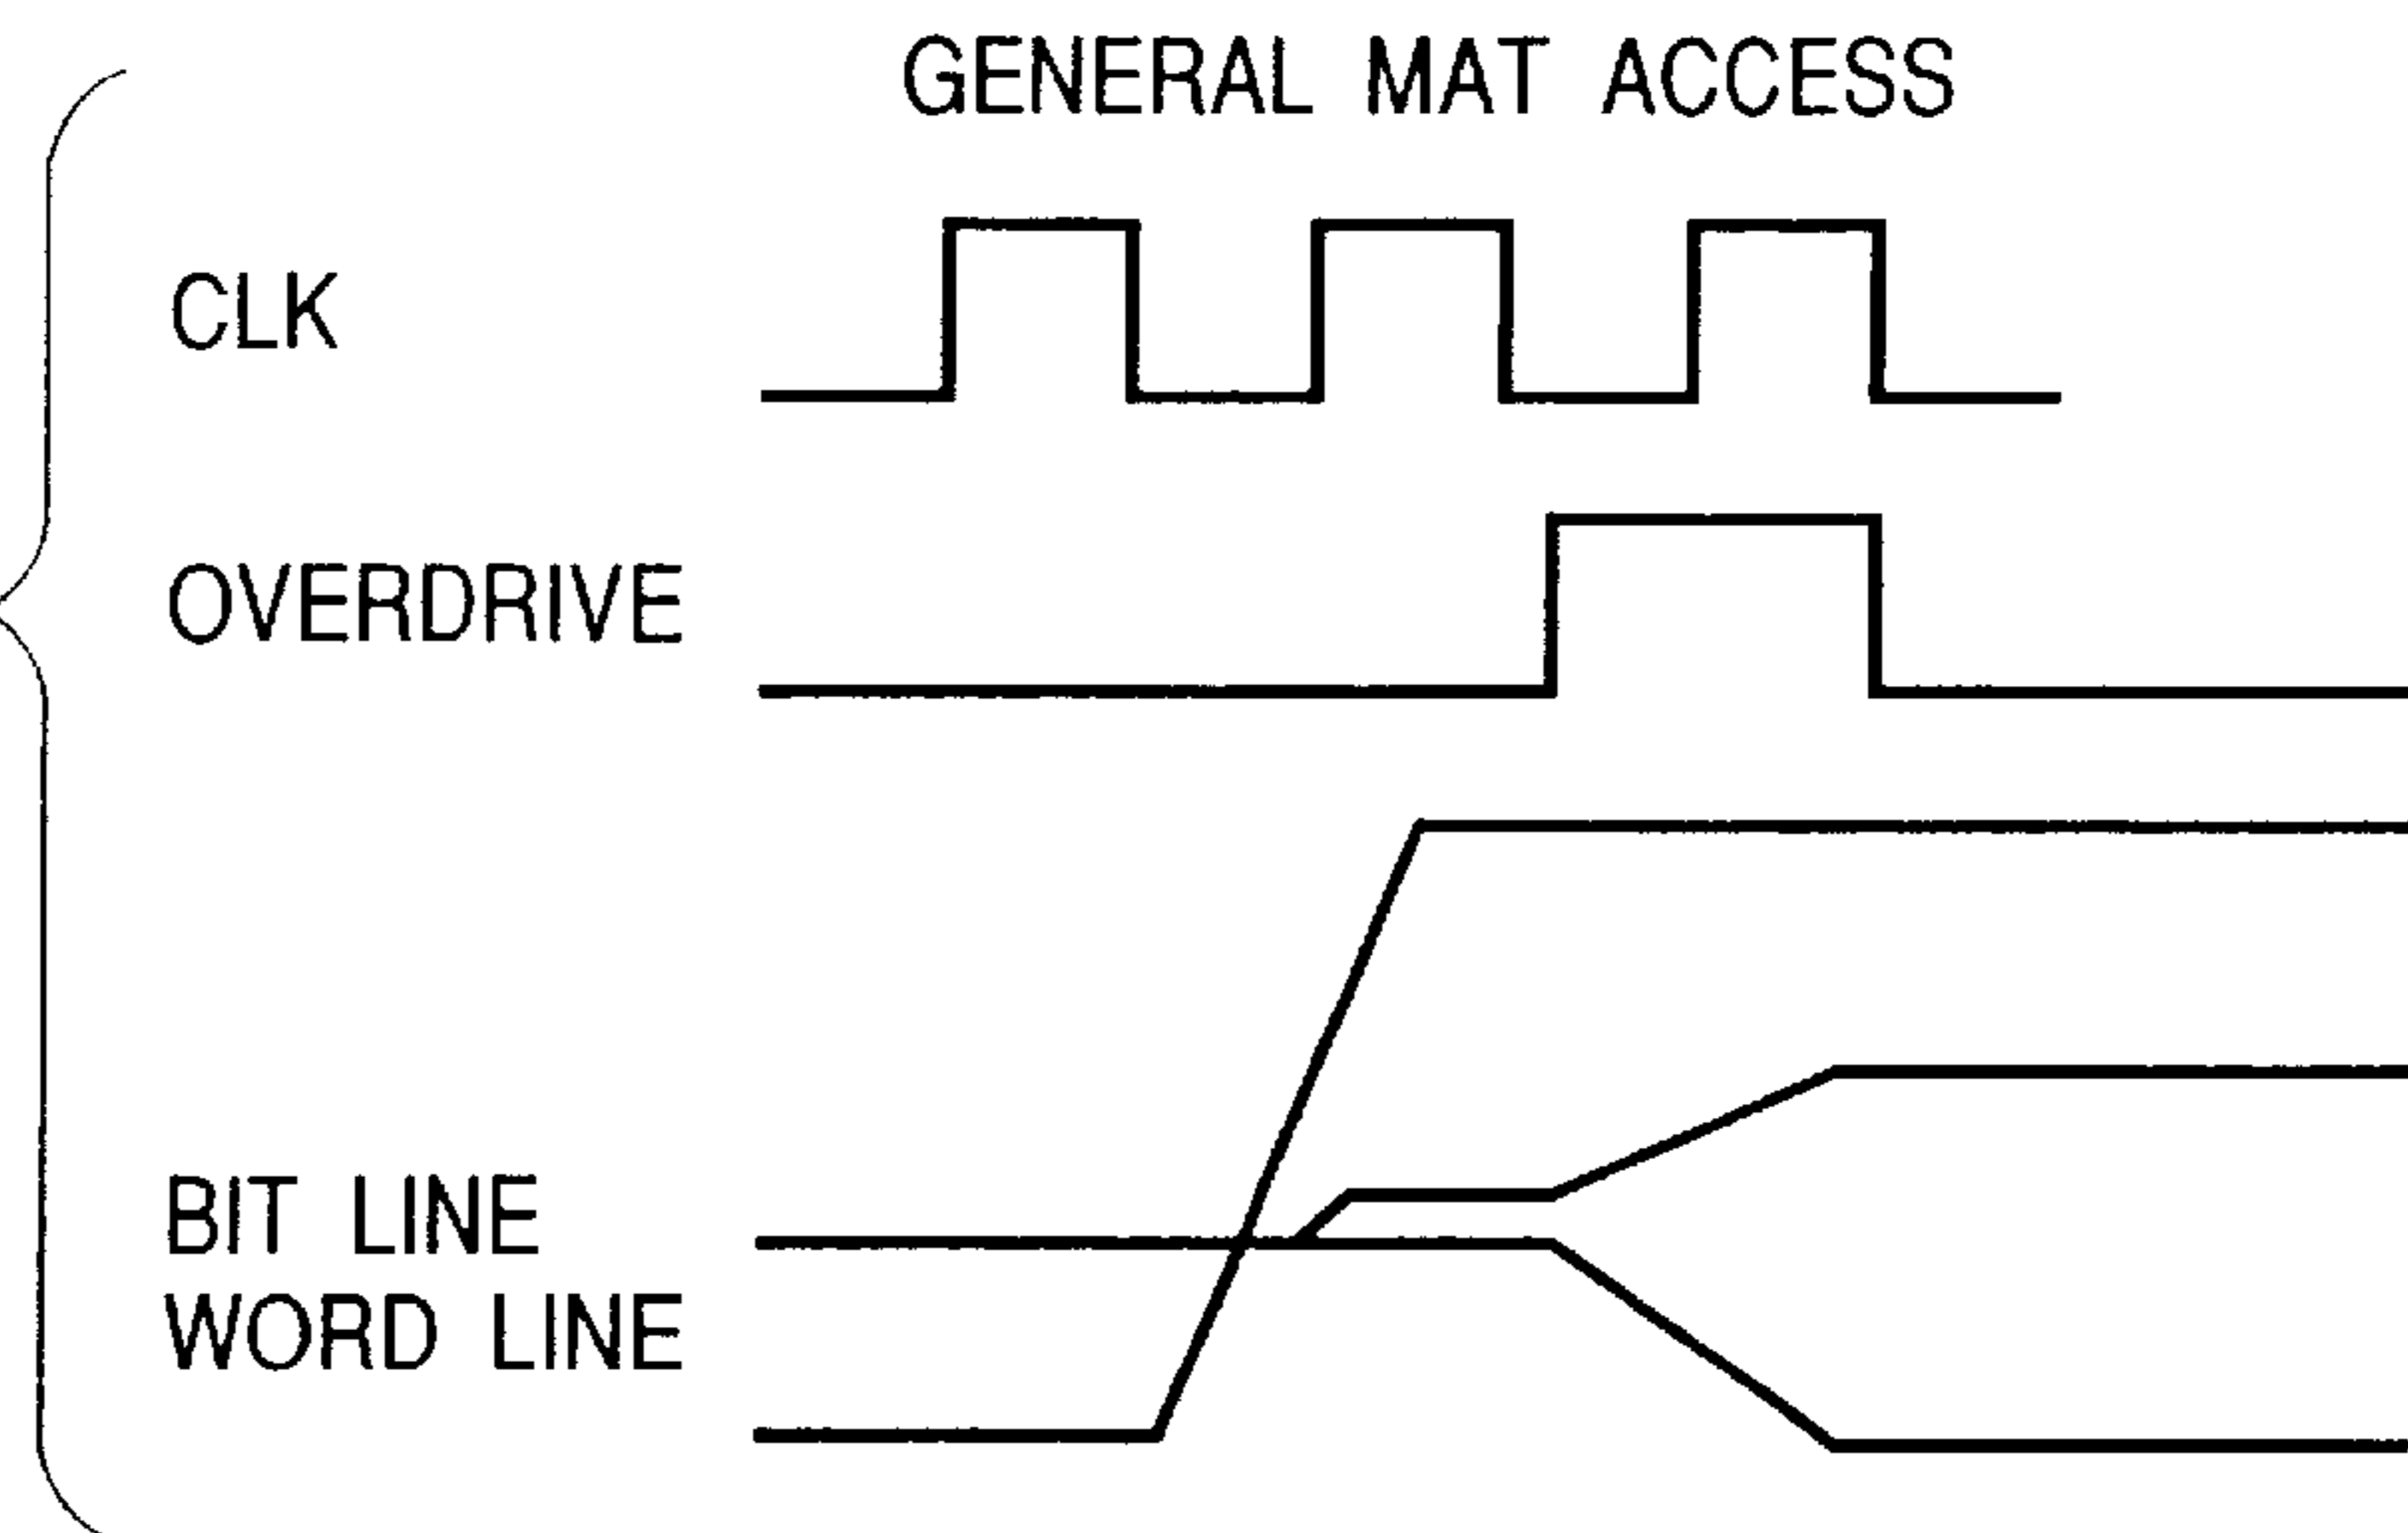 GENERAL MAT ACCESS
CLK
OVERDRIVE
BIT LINE
WORD LINE